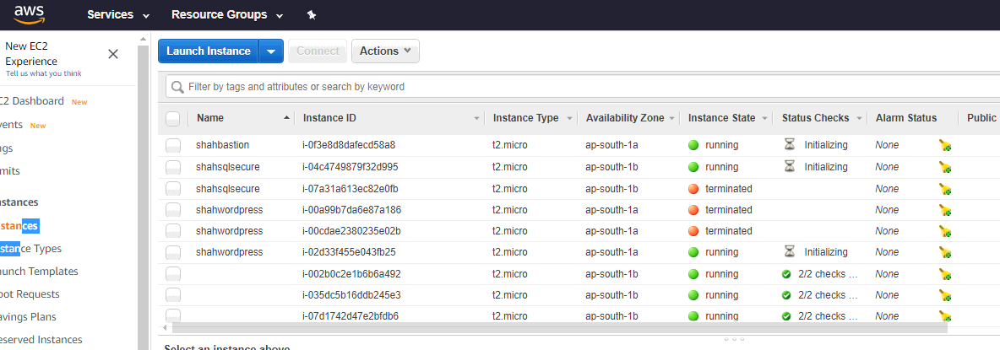 aws Services Resource Groups
New EC2
Experience
Tell us what you think
Launch Instance Connect Actions
Filter by tags and attributes or search by keyword
C2 Dashboard New
vents New
gs
mits
nstances
stances
stance Types
unch Templates
pot Requests
avings Plans
eserved Instances
Name Instance ID Instance Type Availability Zone Instance State Status Checks Alarm Status Public
shahbastion i-0f3e8d8dafecd58a8 t2.micro ap-south-1a running Initializing None
shahsqlsecure i-04c4749879f32d995 t2.micro ap-south-1b running Initializing None
shahsqlsecure i-07a31a613ec82e0fb t2.micro ap-south-1b terminated None
shahwordpress i-00a99b7da6e87a186 t2.micro ap-south-1a terminated None
shahwordpress i-00cdae2380235e02b t2.micro ap-south-1a terminated None
shahwordpress i-02d33f455e043fb25 t2.micro ap-south-1a running Initializing None
i-002b0c2e1b6b6a492 t2.micro ap-south-1b running 2/2 checks ... None
i-035dc5b16ddb245e3 t2.micro ap-south-1b running 2/2 checks ... None
i-07d1742d47e2bfdb6 t2.micro ap-south-1b running 2/2 checks ... None
Select an instance above